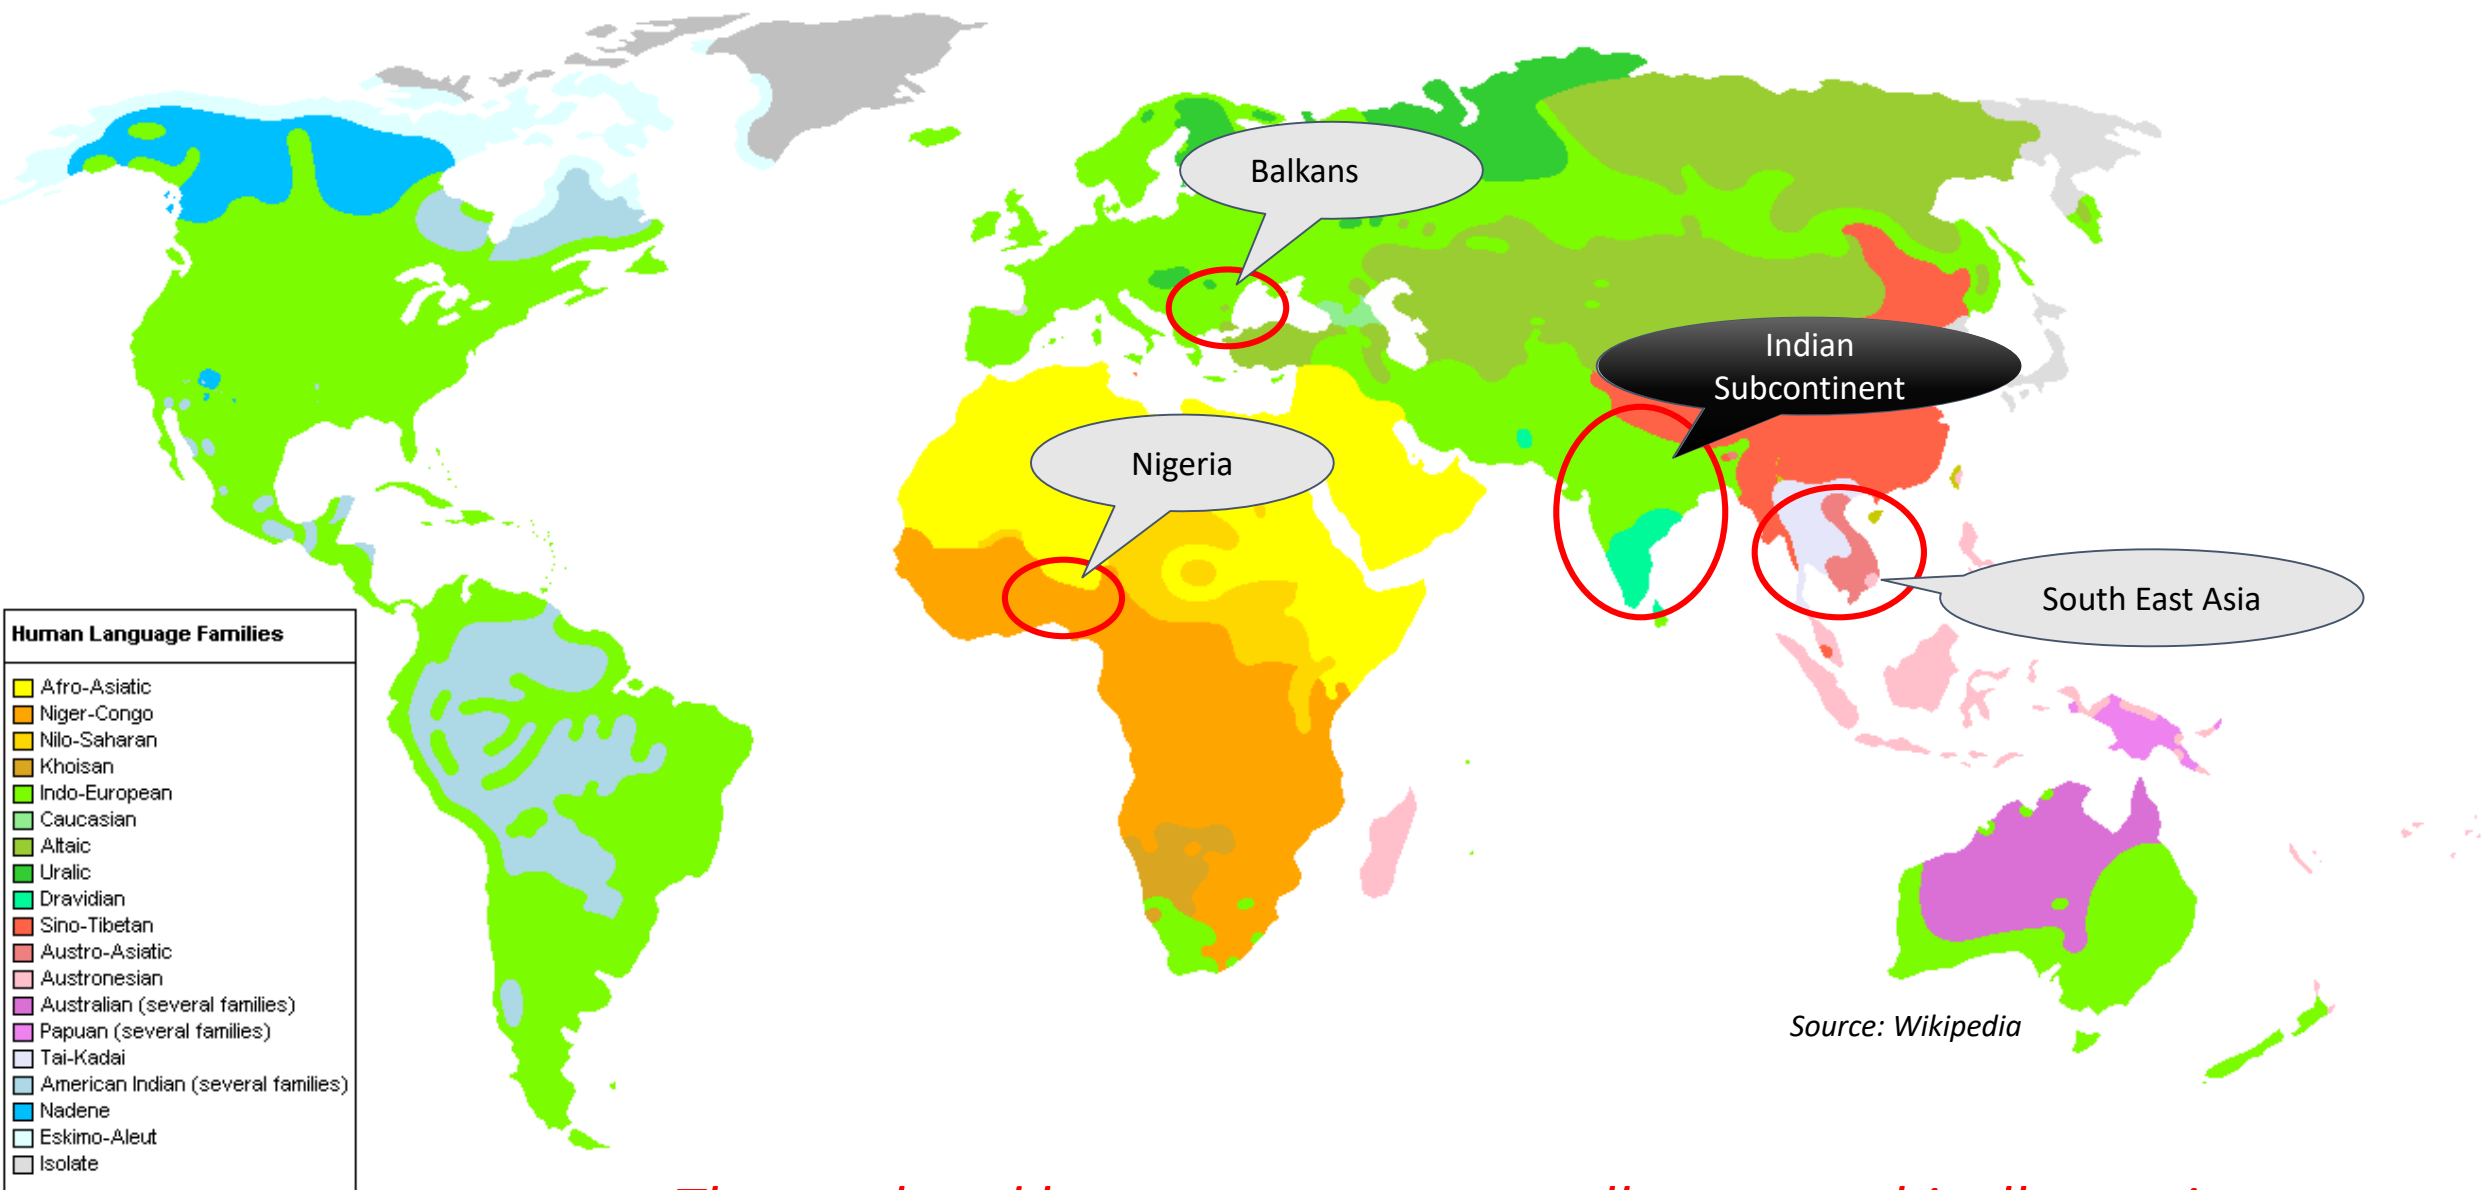 Balkans
Indian
Subcontinent
Nigeria
South East Asia
Human Language Families
Afro-Asiatic
Niger-Congo
Nilo-Saharan
Khoisan
Indo-European
Caucasian
Altaic
Uralic
Dravidian
Sino-Tibetan
Austro-Asiatic
Austronesian
Australian (several families)
Papuan (several families)
Tai-Kadai
American Indian (several families)
Nadene
Eskimo-Aleut
Isolate
Source: Wikipedia